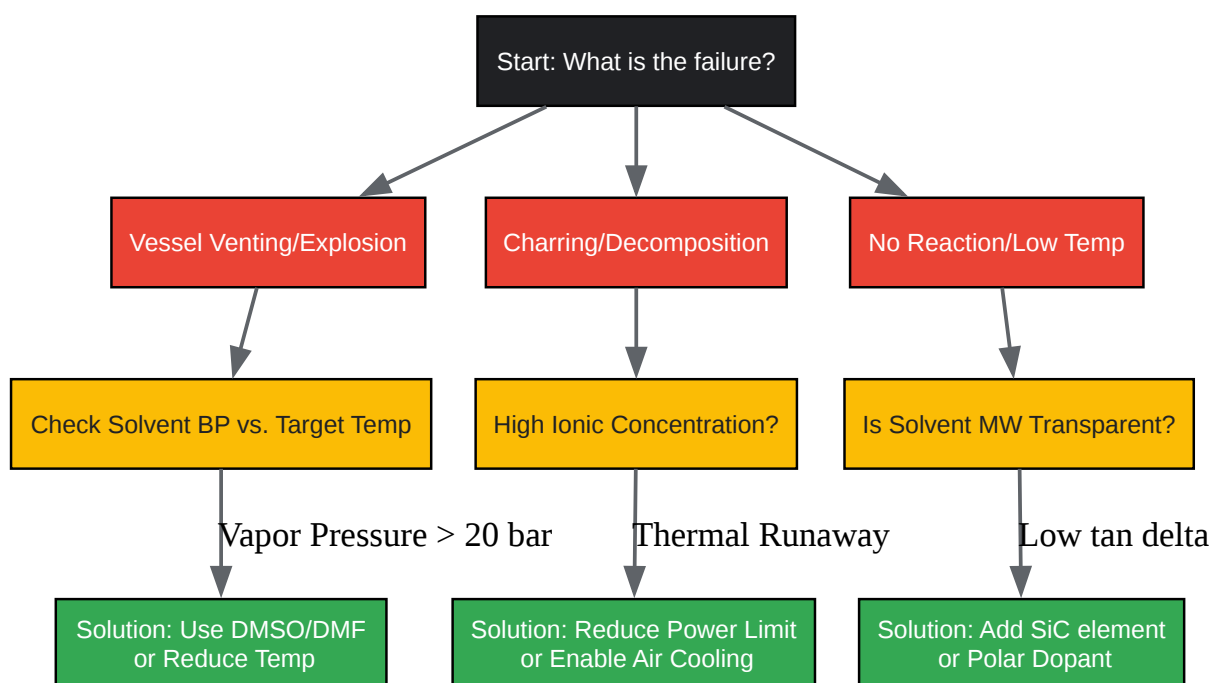 Start: What is the failure?
Vessel Venting/Explosion
Charring/Decomposition
No Reaction/Low Temp
Check Solvent BP vs. Target Temp
High Ionic Concentration?
Is Solvent MW Transparent?
Vapor Pressure > 20 bar
Thermal Runaway
Low tan delta
Solution: Use DMSO/DMF
or Reduce Temp
Solution: Reduce Power Limit
or Enable Air Cooling
Solution: Add SiC element
or Polar Dopant